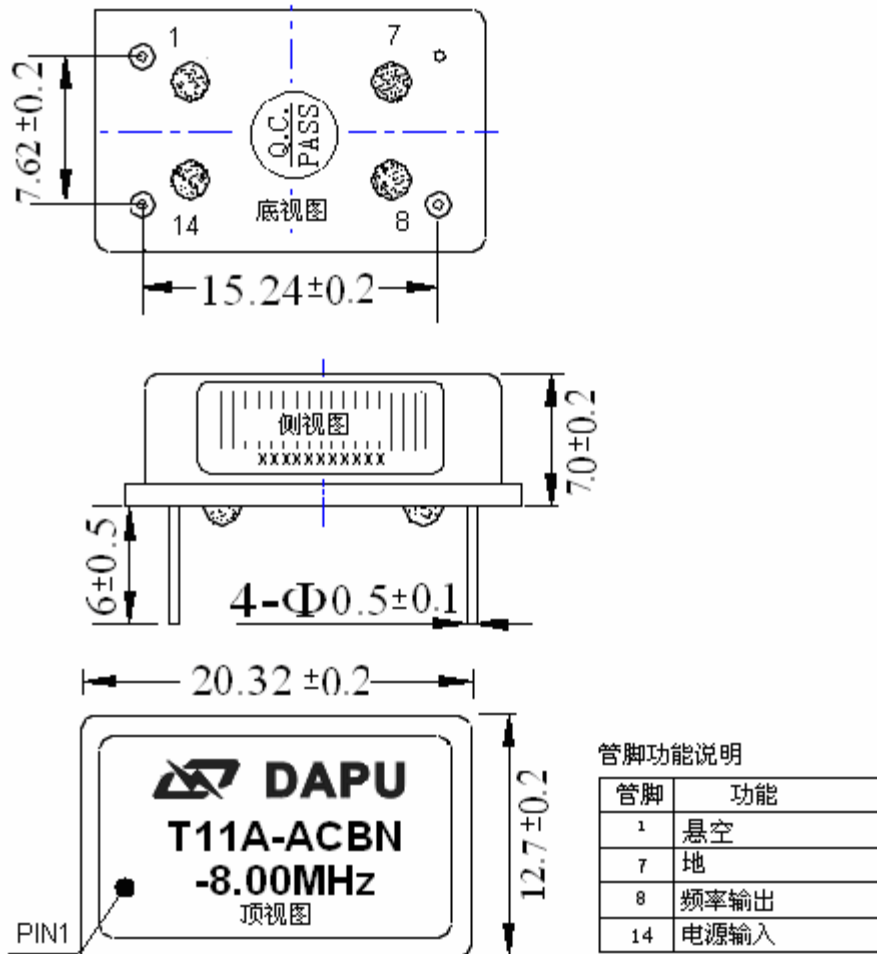 1
7
7.62±0.2
Q.C.
PASS
14
底视图
8
15.24±0.2
侧视图
XXXXXXXXXXX
7.0±0.2
6±0.5
4-Φ0.5±0.1
20.32±0.2
DAPU
T11A-ACBN
-8.00MHz
顶视图
PIN1
12.7±0.2
管脚功能说明
管脚 功能
1 悬空
7 地
8 频率输出
14 电源输入